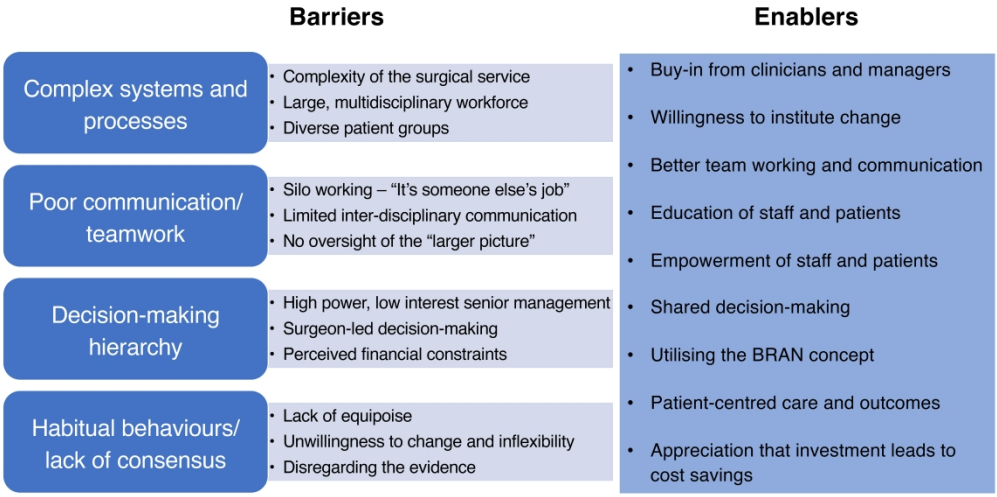 Barriers
Enablers
Complex systems and
processes
• Complexity of the surgical service
• Large, multidisciplinary workforce
• Diverse patient groups
Poor communication/
teamwork
• Silo working – “It’s someone else’s job”
• Limited inter-disciplinary communication
• No oversight of the “larger picture”
Decision-making
hierarchy
• High power, low interest senior management
• Surgeon-led decision-making
• Perceived financial constraints
Habitual behaviours/
lack of consensus
• Lack of equipoise
• Unwillingness to change and inflexibility
• Disregarding the evidence
• Buy-in from clinicians and managers
• Willingness to institute change
• Better team working and communication
• Education of staff and patients
• Empowerment of staff and patients
• Shared decision-making
• Utilising the BRAN concept
• Patient-centred care and outcomes
• Appreciation that investment leads to
cost savings